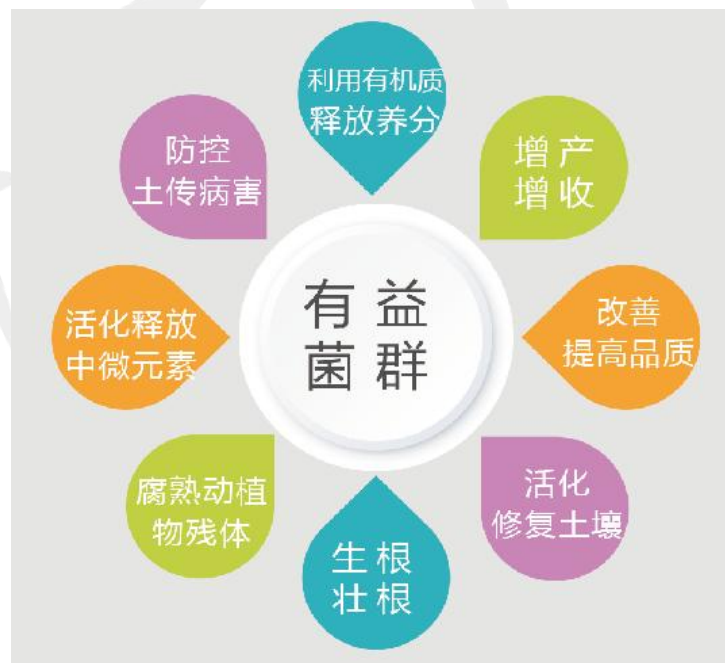 利用有机质
释放养分
增产
增收
改善
提高品质
活化
修复土壤
生根
壮根
腐熟动植
物残体
活化释放
中微元素
防控
土传病害
有益
菌群